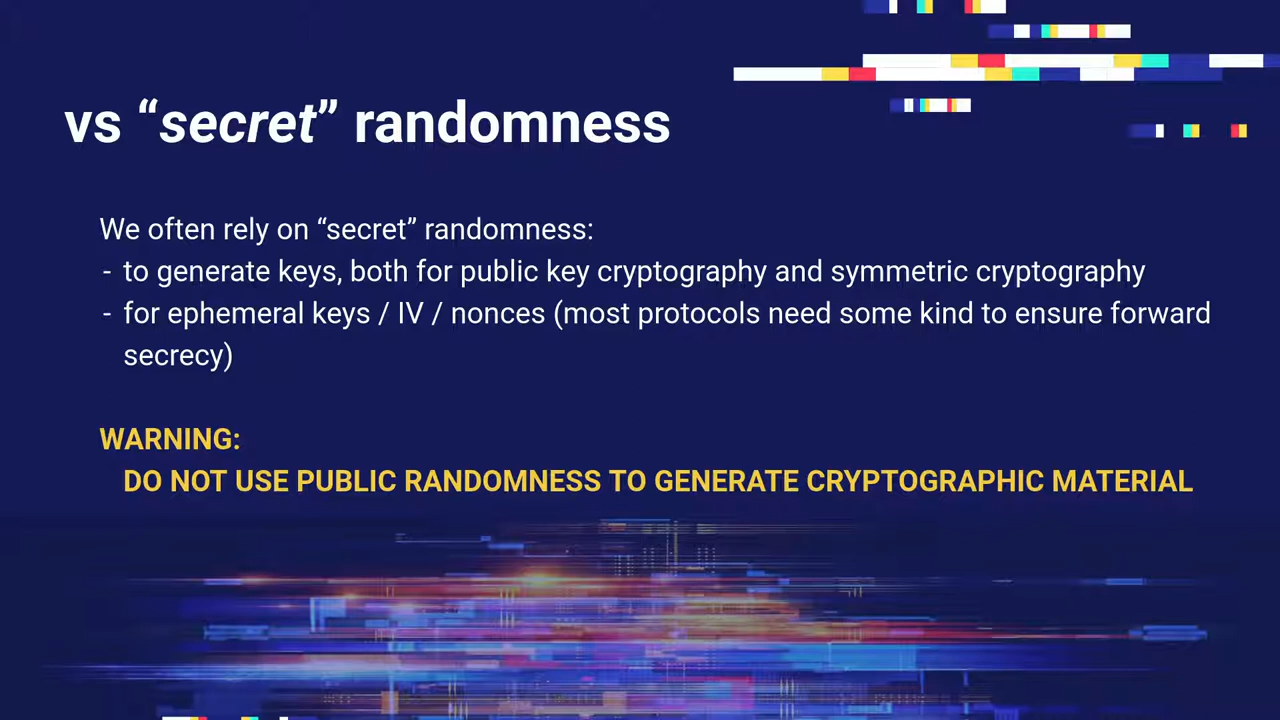 vs “secret” randomness
We often rely on “secret” randomness:
- to generate keys, both for public key cryptography and symmetric cryptography
- for ephemeral keys / IV / nonces (most protocols need some kind to ensure forward
secrecy)
WARNING:
DO NOT USE PUBLIC RANDOMNESS TO GENERATE CRYPTOGRAPHIC MATERIAL